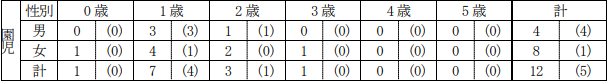 園児 性別 0歳 1歳 2歳 3歳 4歳 5歳 計
男 0 (0) 3 (3) 1 (1) 0 (0) 0 (0) 0 (0) 4 (4)
女 1 (0) 4 (1) 2 (0) 1 (0) 0 (0) 0 (0) 8 (1)
計 1 (0) 7 (4) 3 (1) 1 (0) 0 (0) 0 (0) 12 (5)